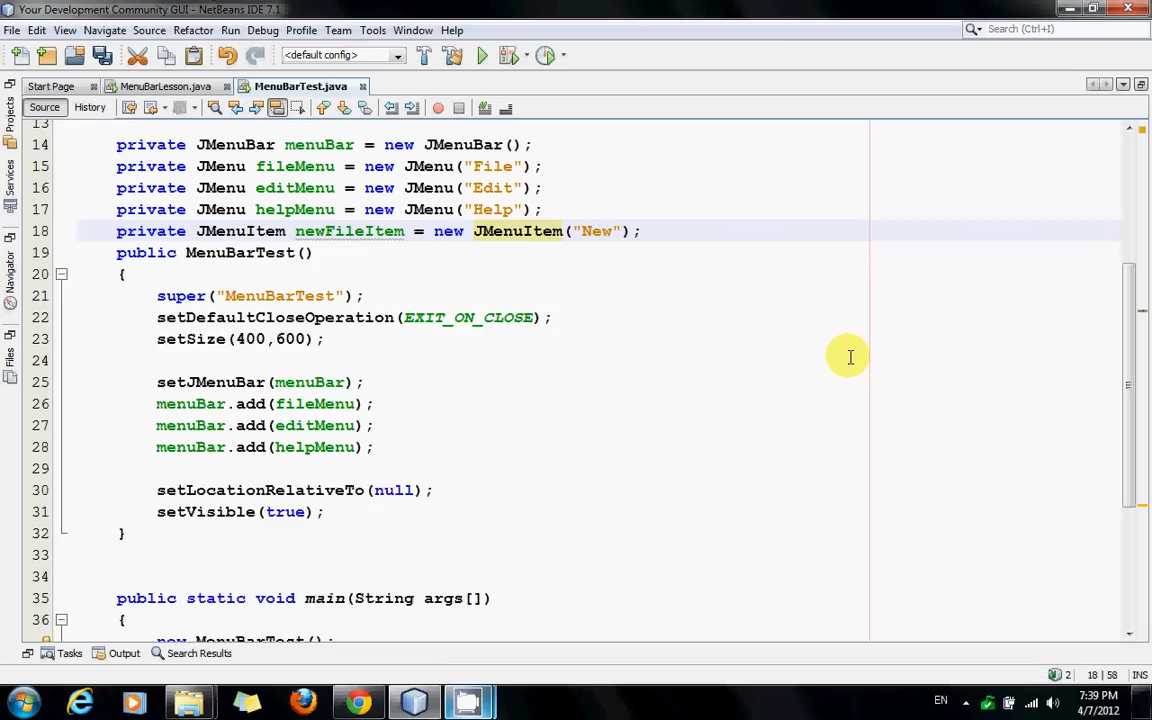 Your Development Community GUI - NetBeans IDE 7.1
File Edit View Navigate Source Refactor Run Debug Profile Team Tools Window Help
Search (Ctrl+I)
<default config>
Start Page MenuBarLesson.java MenuBarTest.java
Source History
Projects
Services
Navigator
Files
13
14 private JMenuBar menuBar = new JMenuBar();
15 private JMenu fileMenu = new JMenu("File");
16 private JMenu editMenu = new JMenu("Edit");
17 private JMenu helpMenu = new JMenu("Help");
18 private JMenuItem newFileItem = new JMenuItem("New");
19 public MenuBarTest()
20 {
21 super("MenuBarTest");
22 setDefaultCloseOperation(EXIT_ON_CLOSE);
23 setSize(400,600);
24
25 setJMenuBar(menuBar);
26 menuBar.add(fileMenu);
27 menuBar.add(editMenu);
28 menuBar.add(helpMenu);
29
30 setLocationRelativeTo(null);
31 setVisible(true);
32 }
33
34
35 public static void main(String args[])
36 {
new MenuBarTest();
Tasks Output Search Results
2 18 | 58 INS
EN 7:39 PM
4/7/2012